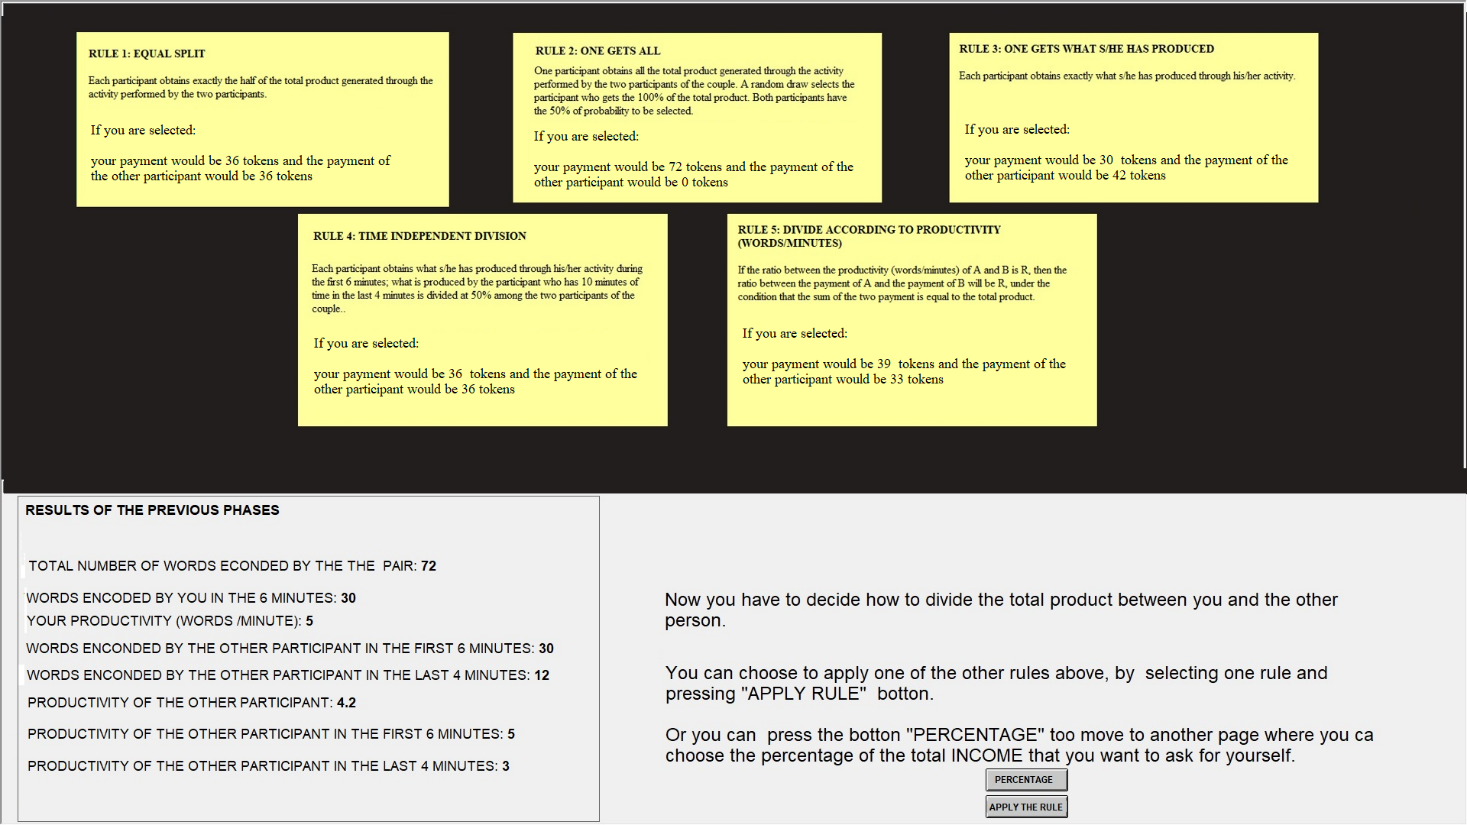 RULE 1: EQUAL SPLIT
Each participant obtains exactly the half of the total product generated through the
activity performed by the two participants.
If you are selected:
your payment would be 36 tokens and the payment of
the other participant would be 36 tokens
RULE 2: ONE GETS ALL
One participant obtains all the total product generated through the activity
performed by the two participants of the couple. A random draw selects the
participant who gets the 100% of the total product. Both participants have
the 50% of probability to be selected.
If you are selected:
your payment would be 72 tokens and the payment of the
other participant would be 0 tokens
RULE 3: ONE GETS WHAT S/HE HAS PRODUCED
Each participant obtains exactly what s/he has produced through his/her activity.
If you are selected:
your payment would be 30 tokens and the payment of the
other participant would be 42 tokens
RULE 4: TIME INDEPENDENT DIVISION
Each participant obtains what s/he has produced through his/her activity during
the first 6 minutes; what is produced by the participant who has 10 minutes of
time in the last 4 minutes is divided at 50% among the two participants of the
couple..
If you are selected:
your payment would be 36 tokens and the payment of the
other participant would be 36 tokens
RULE 5: DIVIDE ACCORDING TO PRODUCTIVITY
(WORDS/MINUTES)
If the ratio between the productivity (words/minutes) of A and B is R, then the
ratio between the payment of A and the payment of B will be R, under the
condition that the sum of the two payment is equal to the total product.
If you are selected:
your payment would be 39 tokens and the payment of the
other participant would be 33 tokens
RESULTS OF THE PREVIOUS PHASES
TOTAL NUMBER OF WORDS ECONDED BY THE THE PAIR: 72
WORDS ENCODED BY YOU IN THE 6 MINUTES: 30
YOUR PRODUCTIVITY (WORDS /MINUTE): 5
WORDS ENCONDED BY THE OTHER PARTICIPANT IN THE FIRST 6 MINUTES: 30
WORDS ENCONDED BY THE OTHER PARTICIPANT IN THE LAST 4 MINUTES: 12
PRODUCTIVITY OF THE OTHER PARTICIPANT: 4.2
PRODUCTIVITY OF THE OTHER PARTICIPANT IN THE FIRST 6 MINUTES: 5
PRODUCTIVITY OF THE OTHER PARTICIPANT IN THE LAST 4 MINUTES: 3
Now you have to decide how to divide the total product between you and the other
person.
You can choose to apply one of the other rules above, by selecting one rule and
pressing "APPLY RULE" botton.
Or you can press the botton "PERCENTAGE" too move to another page where you ca
choose the percentage of the total INCOME that you want to ask for yourself.
PERCENTAGE
APPLY THE RULE